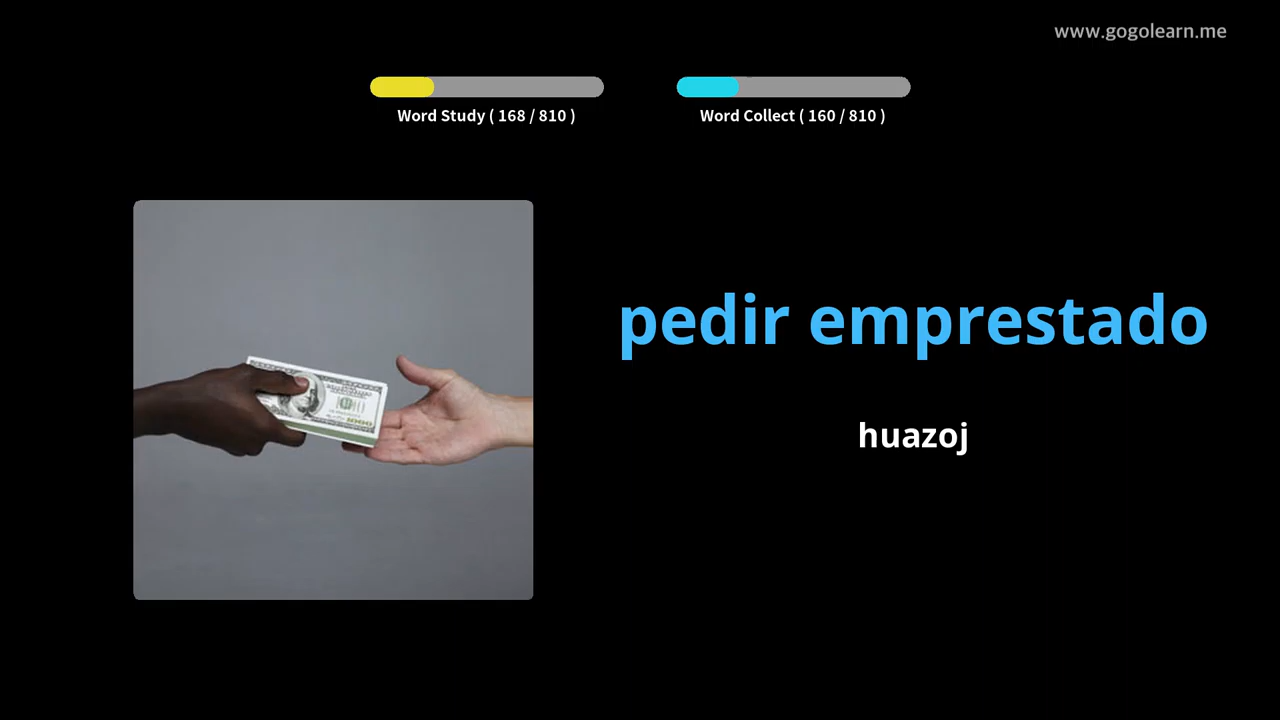 www.gogolearn.me
Word Study ( 168 / 810 )
Word Collect ( 160 / 810 )
pedir emprestado
huazoj